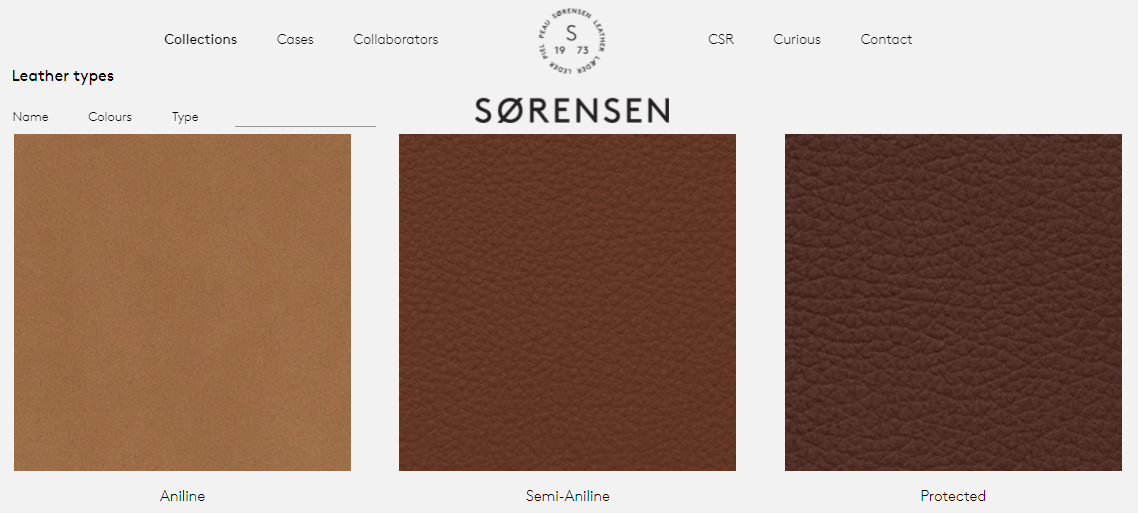 Collections Cases Collaborators CSR Curious Contact
PEAU SØRENSEN LEATHER LÆDER LEDER PIEL
S
19 73
Leather types
SØRENSEN
Name Colours Type
Aniline Semi-Aniline Protected